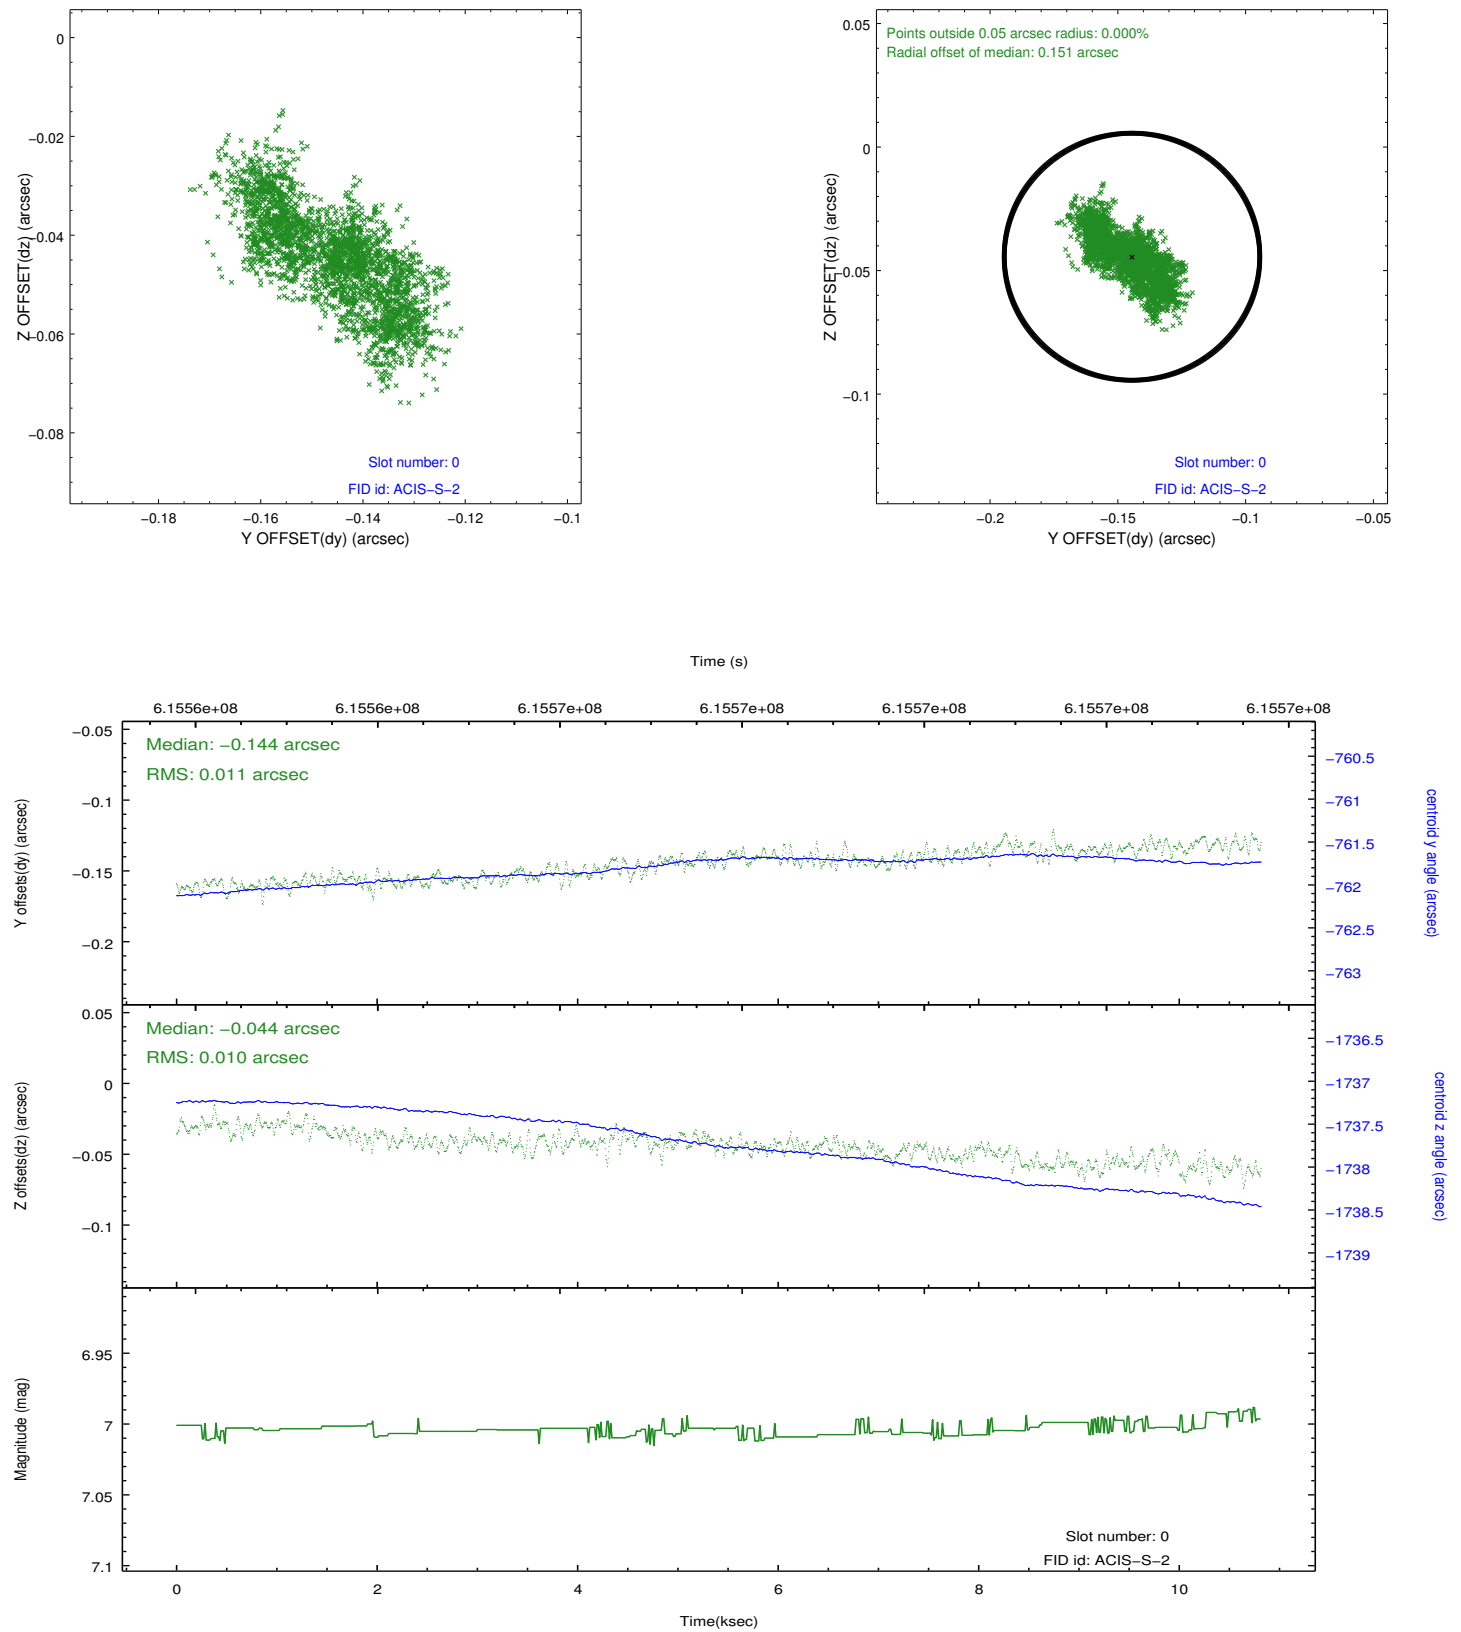 0
−0.02
−0.04
−0.06
−0.08
Z OFFSET(dz) (arcsec)
Slot number: 0
FID id: ACIS−S−2
−0.18
−0.16
−0.14
−0.12
−0.1
Y OFFSET(dy) (arcsec)
0.05
0
−0.05
−0.1
Z OFFSET(dz) (arcsec)
Points outside 0.05 arcsec radius: 0.000%
Radial offset of median: 0.151 arcsec
Slot number: 0
FID id: ACIS−S−2
−0.2
−0.15
−0.1
−0.05
Y OFFSET(dy) (arcsec)
Time (s)
6.1556e+08
6.1556e+08
6.1557e+08
6.1557e+08
6.1557e+08
6.1557e+08
6.1557e+08
−0.05
−0.1
−0.15
−0.2
Y offsets(dy) (arcsec)
Median: −0.144 arcsec
RMS: 0.011 arcsec
−760.5
−761
−761.5
−762
−762.5
−763
centroid y angle (arcsec)
0.05
0
−0.05
−0.1
Z offsets(dz) (arcsec)
Median: −0.044 arcsec
RMS: 0.010 arcsec
−1736.5
−1737
−1737.5
−1738
−1738.5
−1739
centroid z angle (arcsec)
6.95
7
7.05
7.1
Magnitude (mag)
Slot number: 0
FID id: ACIS−S−2
0
2
4
6
8
10
Time(ksec)